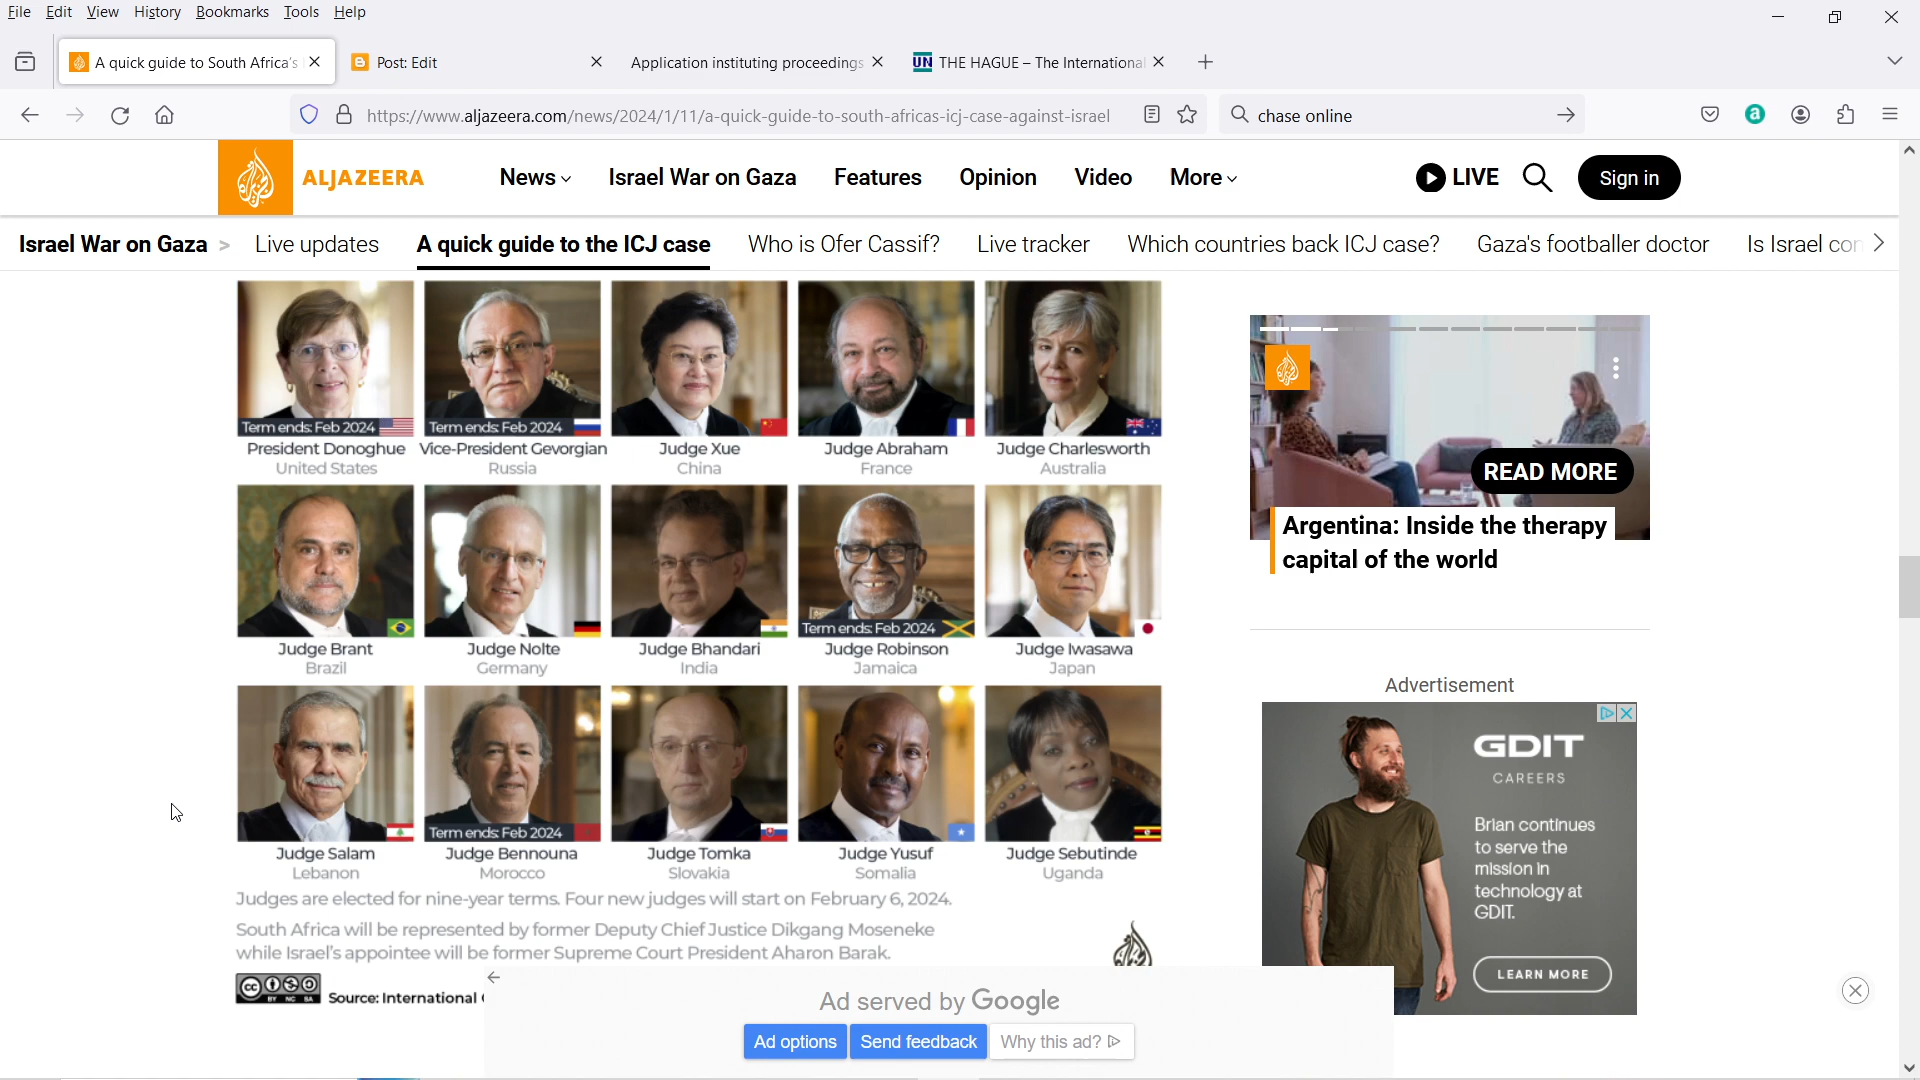 File Edit View History Bookmarks Tools Help
A quick guide to South Africa's
Post: Edit
Application instituting proceedings
UN THE HAGUE – The International
https://www.aljazeera.com/news/2024/1/11/a-quick-guide-to-south-africas-icj-case-against-israel
chase online
a
ALJAZEERA
News
Israel War on Gaza
Features
Opinion
Video
More
LIVE
Sign in
Israel War on Gaza > Live updates A quick guide to the ICJ case Who is Ofer Cassif? Live tracker Which countries back ICJ case? Gaza's footballer doctor Is Israel con
Term ends: Feb 2024 Term ends: Feb 2024
President Donoghue Vice-President Gevorgian Judge Xue Judge Abraham Judge Charlesworth
United States Russia China France Australia
Term ends: Feb 2024
Judge Brant Judge Nolte Judge Bhandari Judge Robinson Judge Iwasawa
Brazil Germany India Jamaica Japan
Term ends: Feb 2024
Judge Salam Judge Bennouna Judge Tomka Judge Yusuf Judge Sebutinde
Lebanon Morocco Slovakia Somalia Uganda
Judges are elected for nine-year terms. Four new judges will start on February 6, 2024.
South Africa will be represented by former Deputy Chief Justice Dikgang Moseneke
while Israel's appointee will be former Supreme Court President Aharon Barak.
CC BY NC SA
Source: International
READ MORE
Argentina: Inside the therapy
capital of the world
Advertisement
GDIT
CAREERS
Brian continues
to serve the
mission in
technology at
GDIT.
LEARN MORE
Ad served by Google
Ad options Send feedback Why this ad?